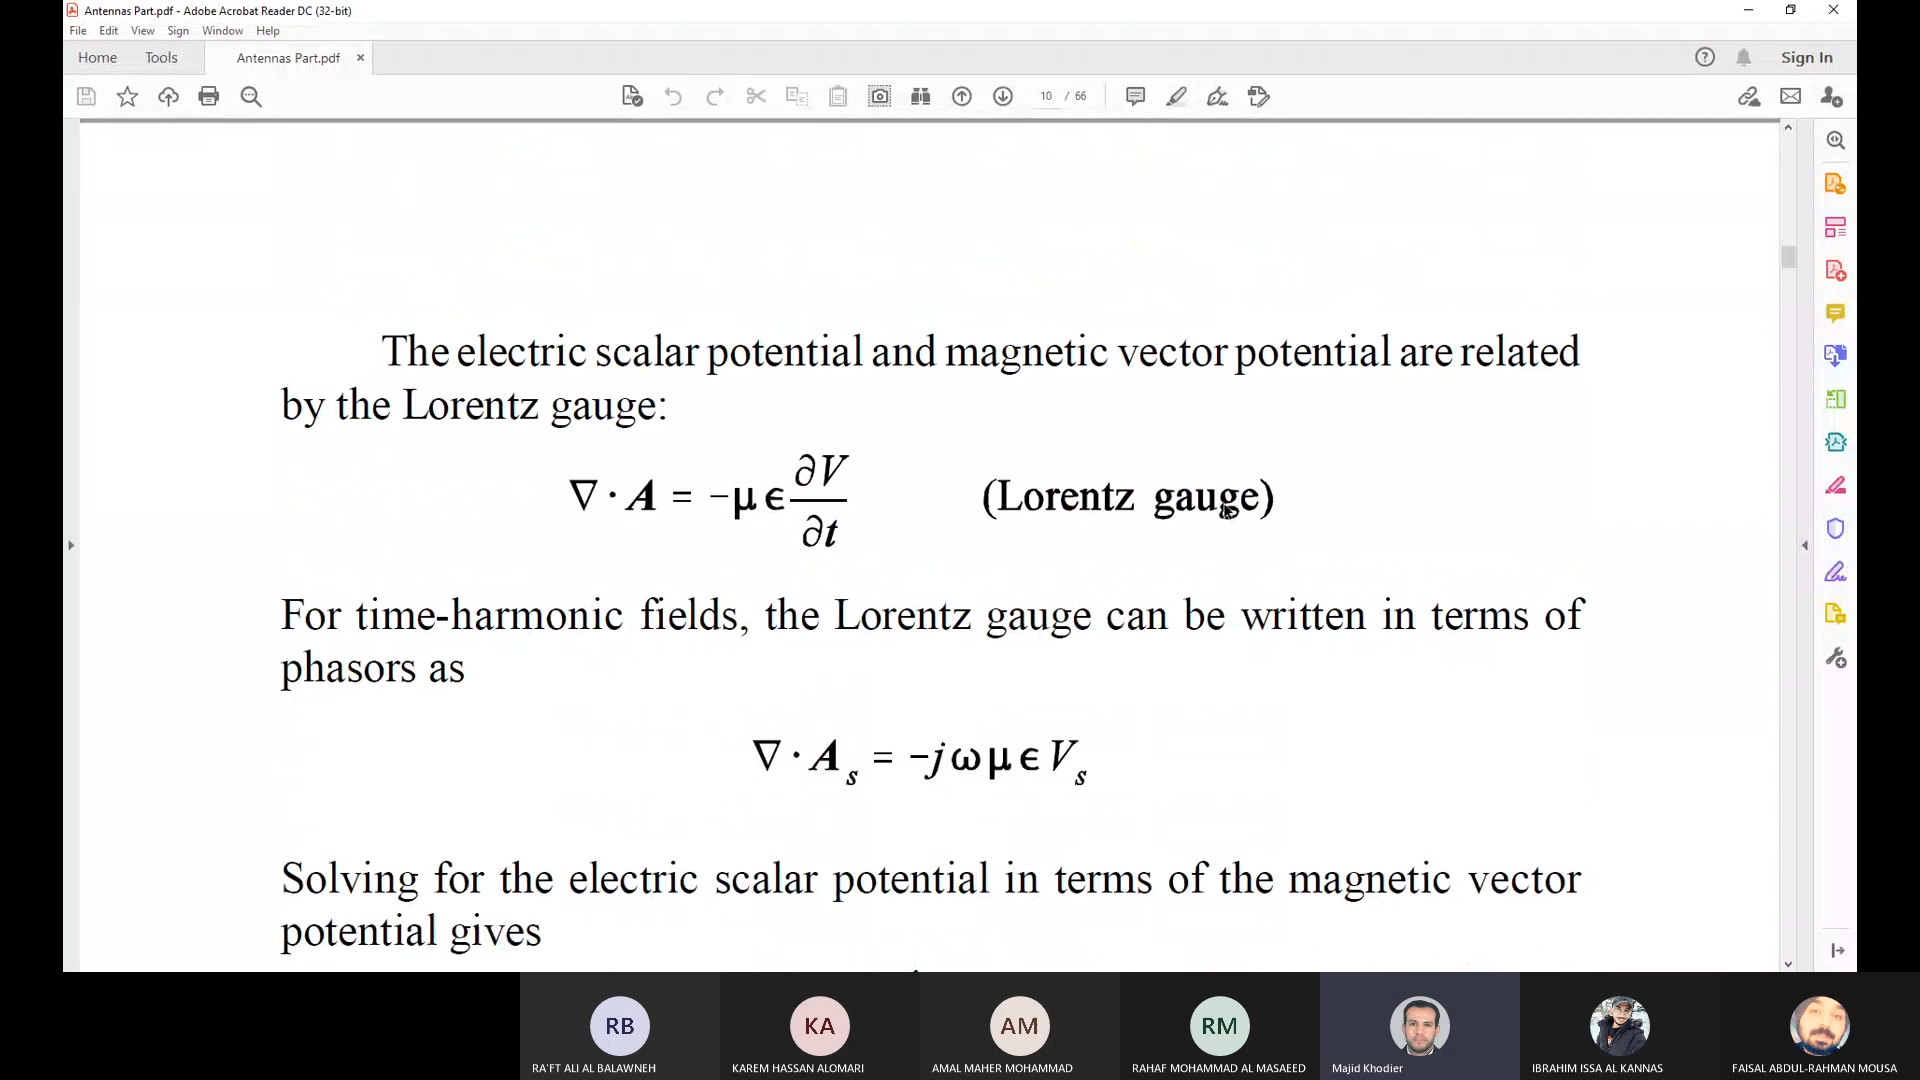 Antennas Part.pdf - Adobe Acrobat Reader DC (32-bit)
File Edit View Sign Window Help
Home Tools Antennas Part.pdf × Sign In
10 / 66
The electric scalar potential and magnetic vector potential are related
by the Lorentz gauge:
∇ · A = −μϵ ∂V/∂t (Lorentz gauge)
For time-harmonic fields, the Lorentz gauge can be written in terms of
phasors as
∇ · A_s = −jωμϵV_s
Solving for the electric scalar potential in terms of the magnetic vector
potential gives
RB KA AM RM
RA'FT ALI AL BALAWNEH KAREM HASSAN ALOMARI AMAL MAHER MOHAMMAD RAHAF MOHAMMAD AL MASAEED Majid Khodier IBRAHIM ISSA AL KANNAS FAISAL ABDUL-RAHMAN MOUSA